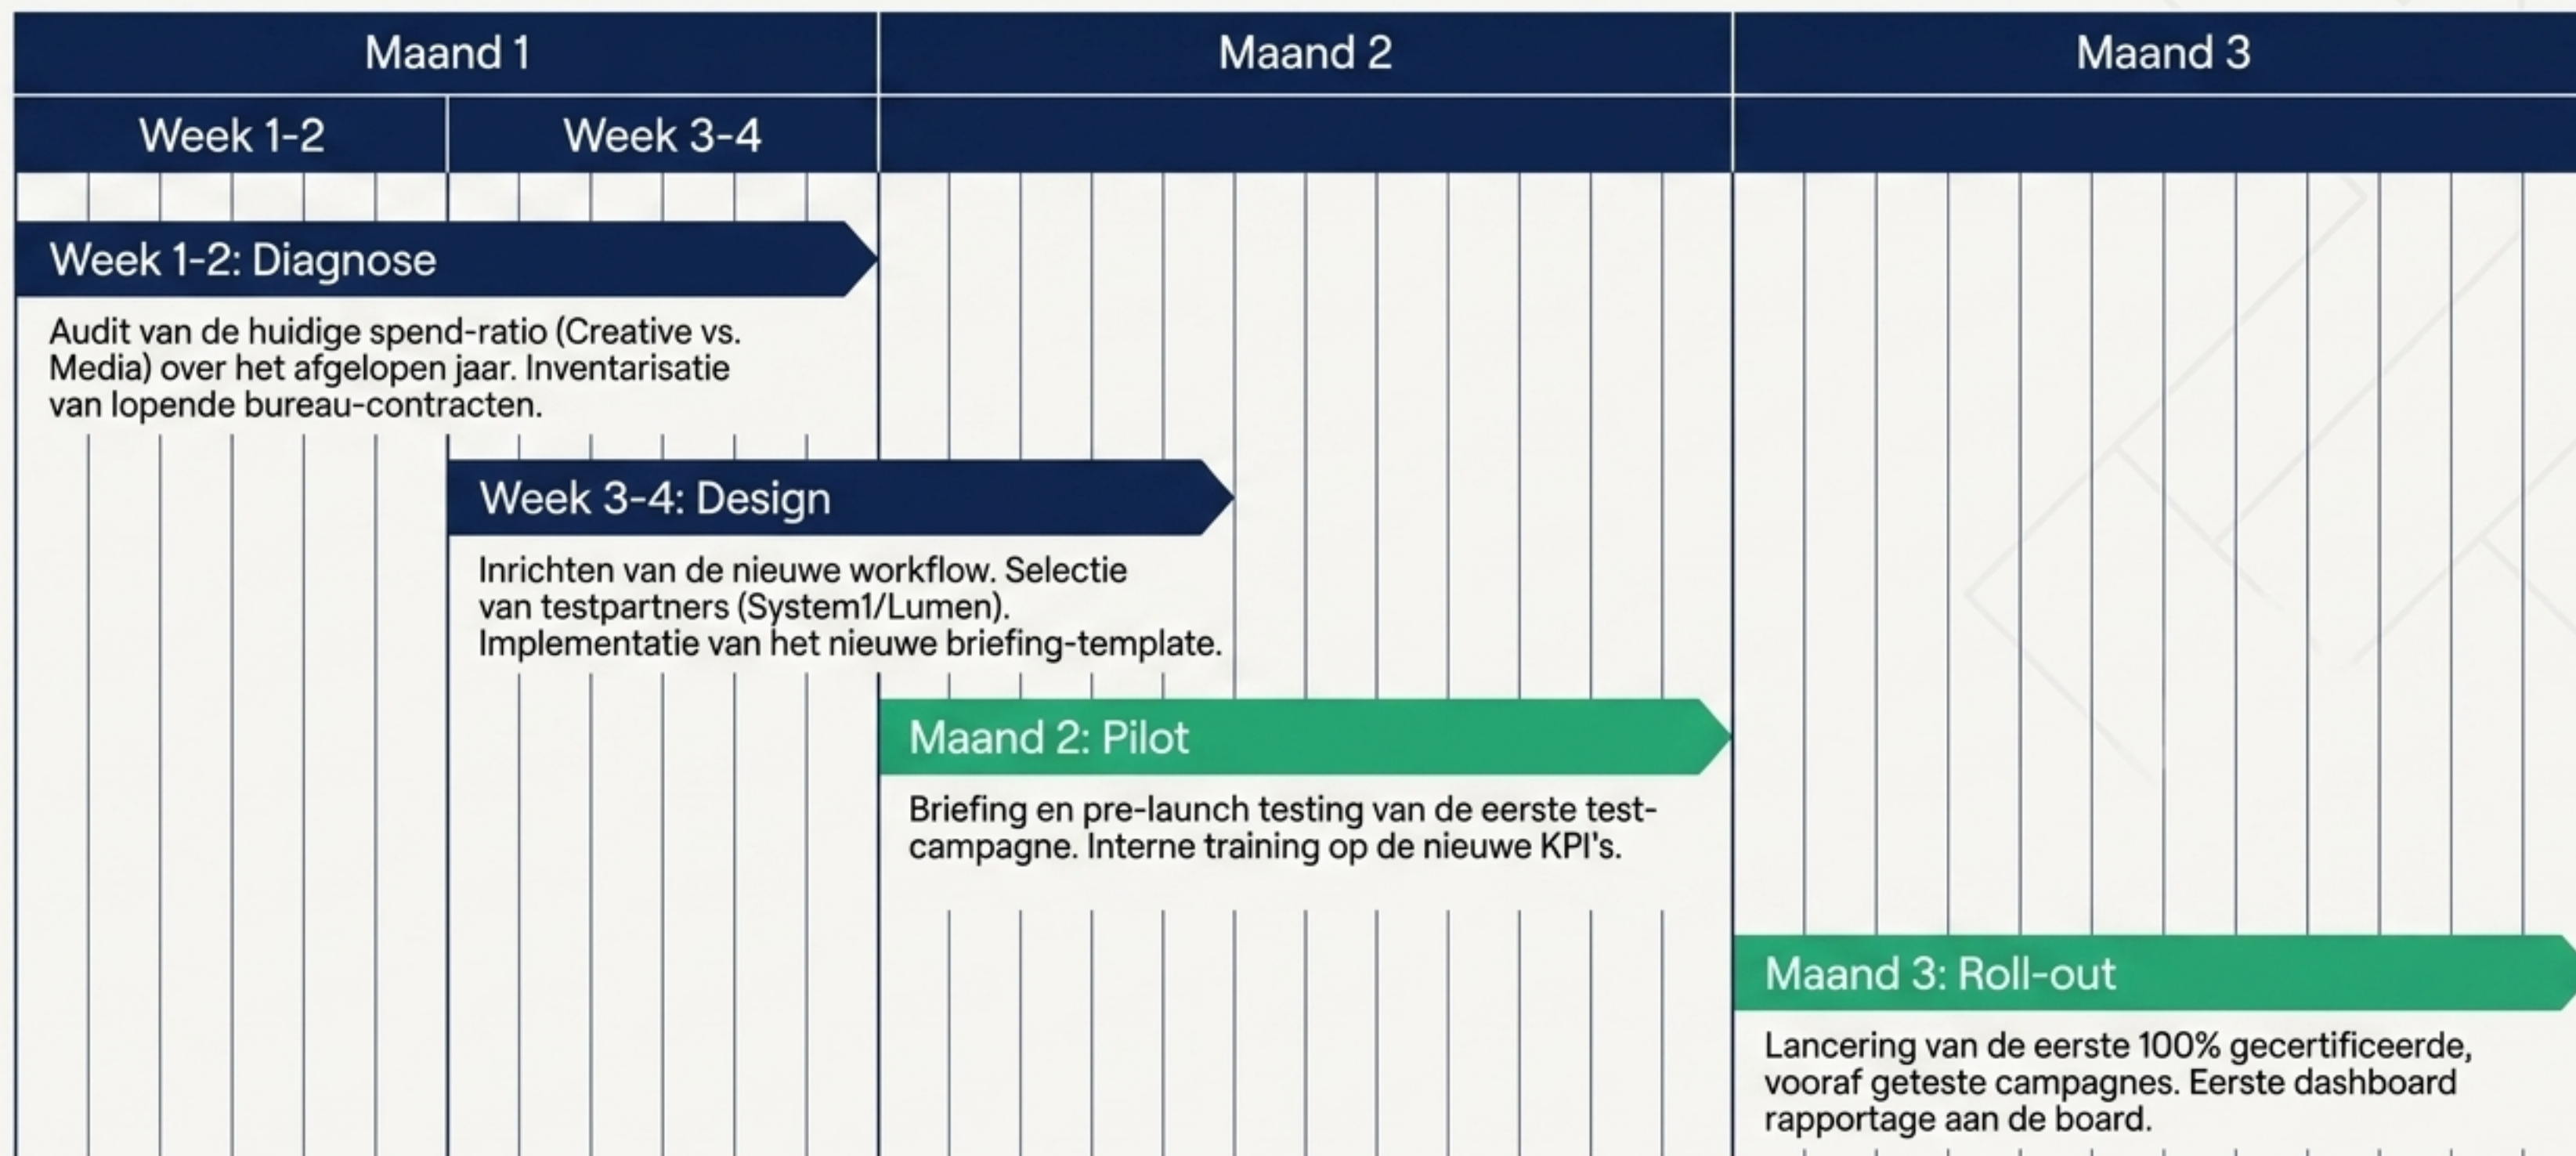 Maand 1
Maand 2
Maand 3
Week 1-2
Week 3-4
Week 1-2: Diagnose
Audit van de huidige spend-ratio (Creative vs.
Media) over het afgelopen jaar. Inventarisatie
van lopende bureau-contracten.
Week 3-4: Design
Inrichten van de nieuwe workflow. Selectie
van testpartners (System1/Lumen).
Implementatie van het nieuwe briefing-template.
Maand 2: Pilot
Briefing en pre-launch testing van de eerste test-
campagne. Interne training op de nieuwe KPI's.
Maand 3: Roll-out
Lancering van de eerste 100% gecertificeerde,
vooraf geteste campagnes. Eerste dashboard
rapportage aan de board.